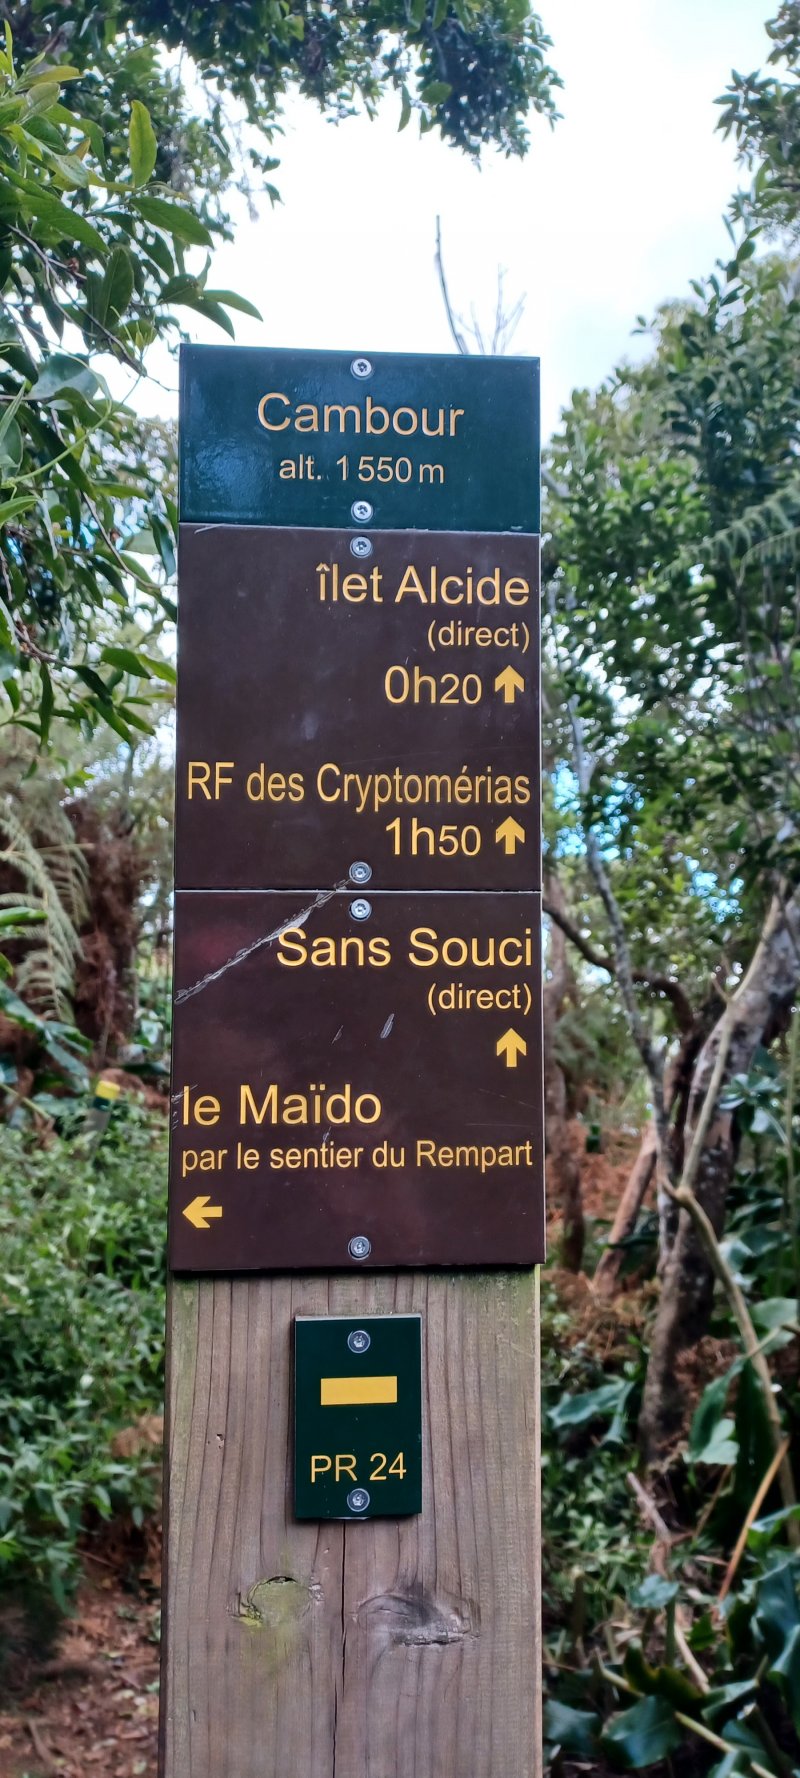 Cambour
alt. 1 550 m
îlet Alcide
(direct)
0h20 ↑
RF des Cryptomérias
1h50 ↑
Sans Souci
(direct)
↑
le Maïdo
par le sentier du Rempart
←
PR 24